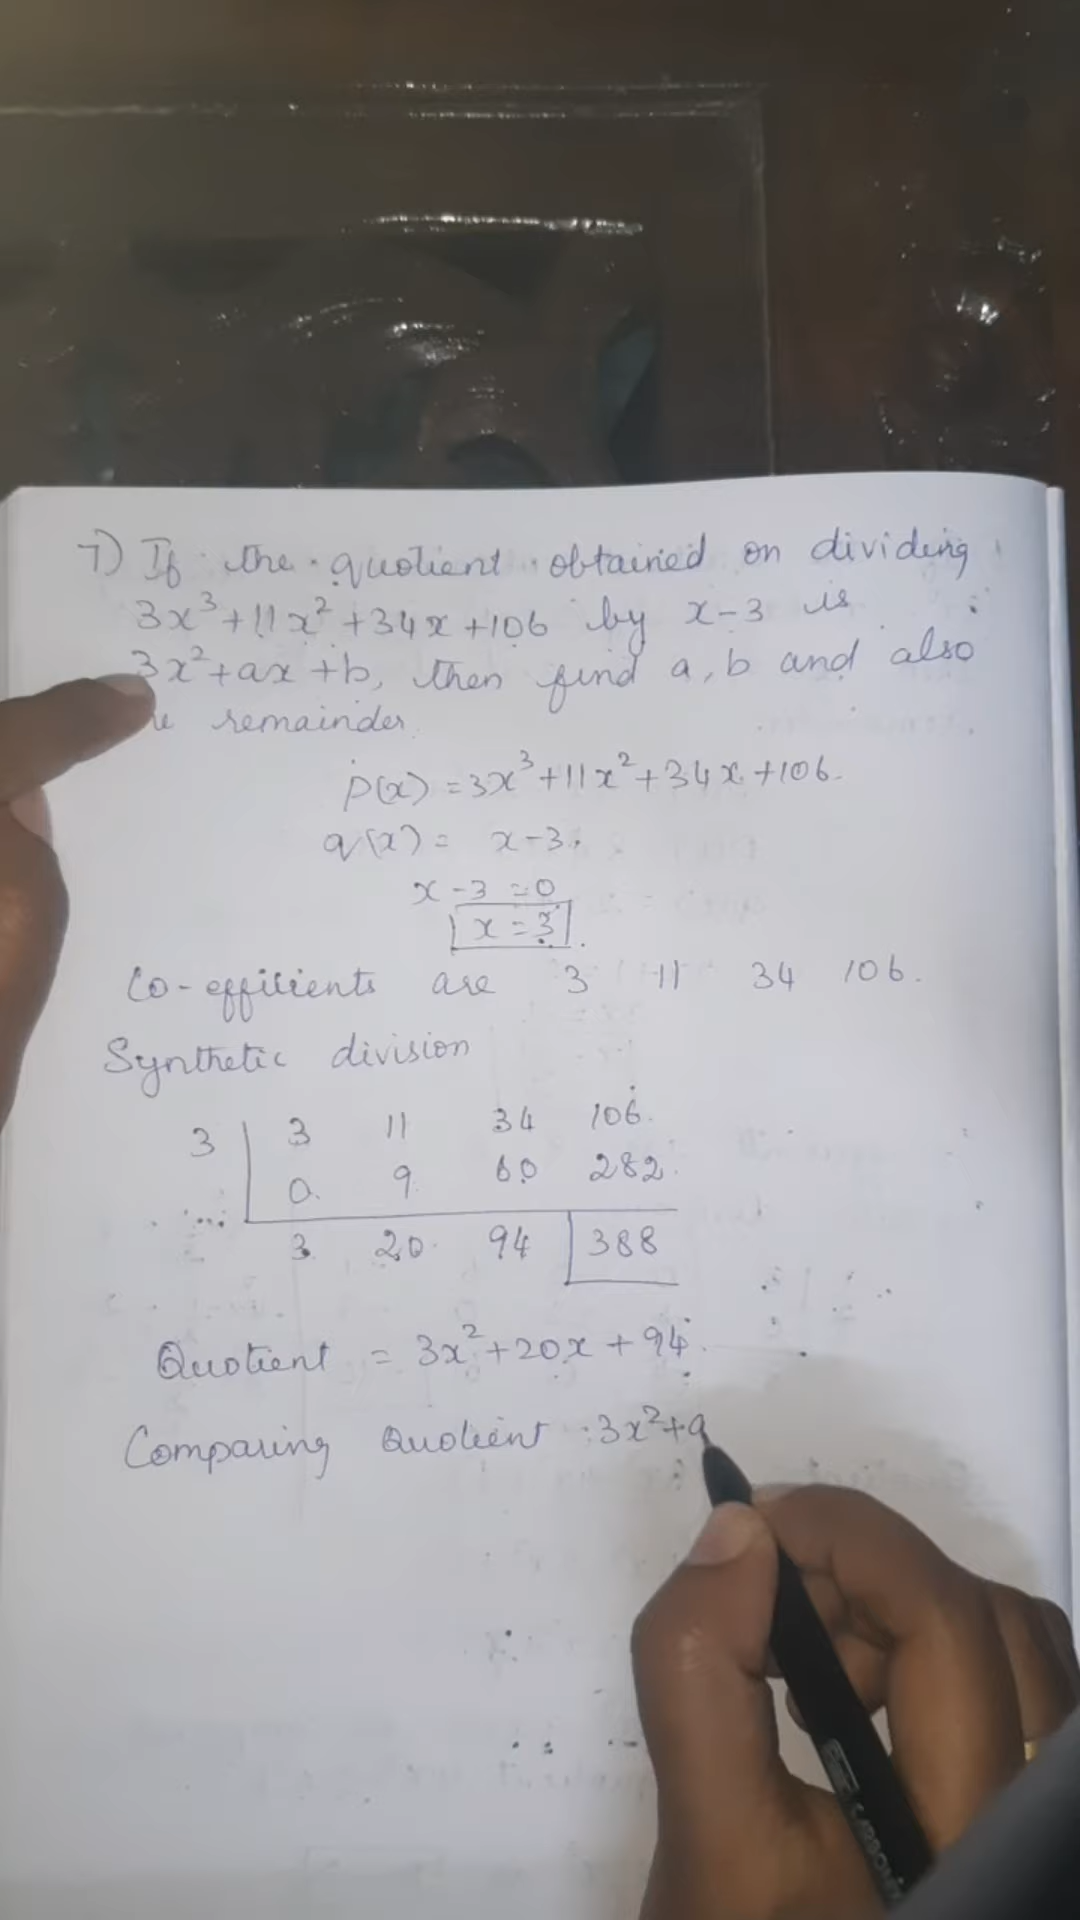 7) If the quotient obtained on dividing
3x³+11x²+34x+106 by x-3 is
3x²+ax+b, then find a, b and also
remainder.
p(x) = 3x³+11x²+34x+106.
q(x) = x-3.
x-3 =0
x = 3
Co-efficients are 3 11 34 106.
Synthetic division
3 3 11 34 106.
0. 9. 60 282.
3 20 94 388
Quotient = 3x²+20x+94.
Comparing Quotient : 3x²+a